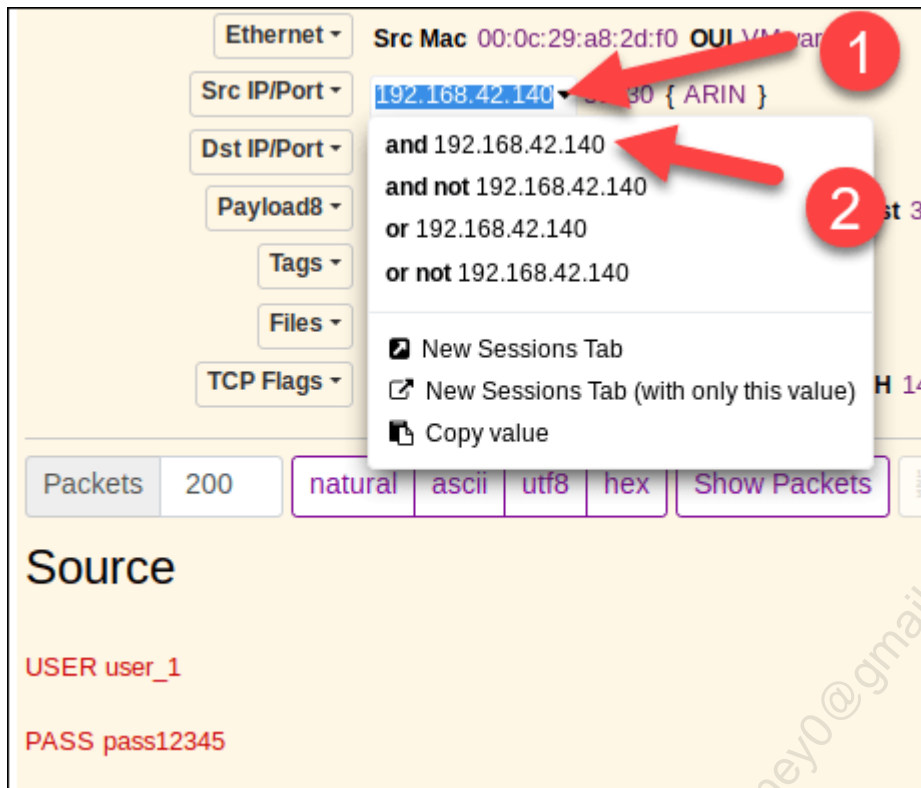 Ethernet Src Mac 00:0c:29:a8:2d:f0 OUI
1
Src IP/Port 192.168.42.140 { ARIN }
Dst IP/Port and 192.168.42.140
and not 192.168.42.140
2
Payload8 or 192.168.42.140
Tags or not 192.168.42.140
Files New Sessions Tab
TCP Flags New Sessions Tab (with only this value) H
Copy value
Packets 200 natural ascii utf8 hex Show Packets
Source
USER user_1
PASS pass12345